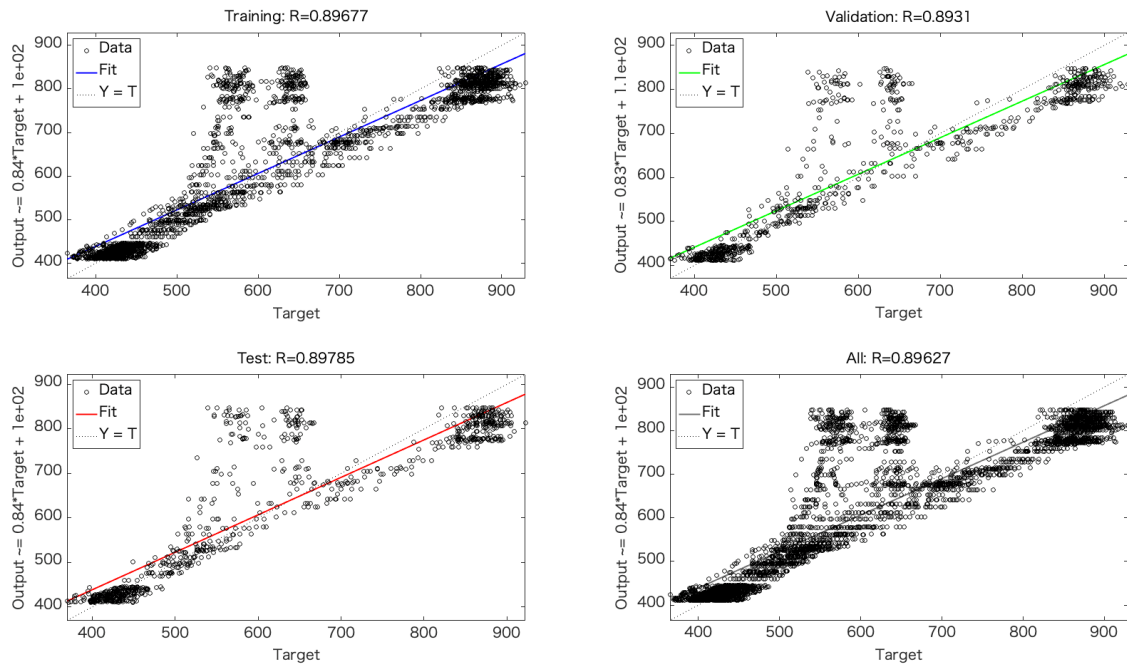 Training: R=0.89677
Output ~= 0.84*Target + 1e+02
900
800
700
600
500
400
Data
Fit
Y = T
400 500 600 700 800 900
Target
Validation: R=0.8931
Output ~= 0.83*Target + 1.1e+02
900
800
700
600
500
400
Data
Fit
Y = T
400 500 600 700 800 900
Target
Test: R=0.89785
Output ~= 0.84*Target + 1e+02
900
800
700
600
500
400
Data
Fit
Y = T
400 500 600 700 800 900
Target
All: R=0.89627
Output ~= 0.84*Target + 1e+02
900
800
700
600
500
400
Data
Fit
Y = T
400 500 600 700 800 900
Target